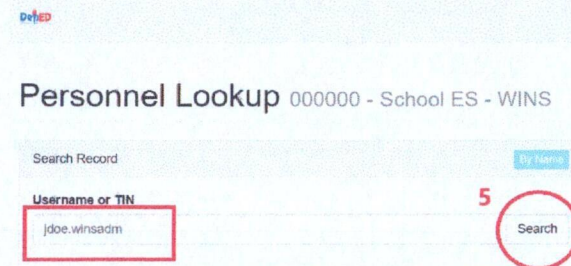 DepED
Personnel Lookup 000000 - School ES - WINS
Search Record By Name
Username or TIN 5
jdoe.winsadm Search